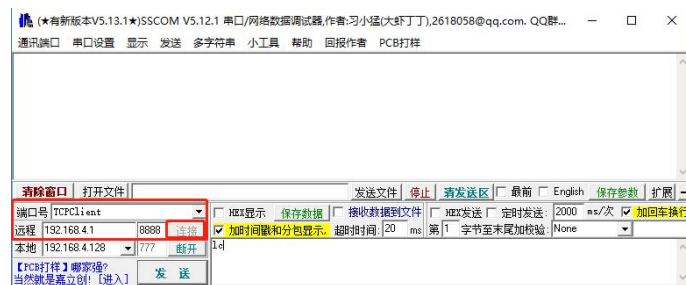 (★有新版本V5.13.1★)SSCOM V5.12.1 串口/网络数据调试器,作者:习小猛(大虾丁丁),2618058@qq.com. QQ群...
通讯端口 串口设置 显示 发送 多字符串 小工具 帮助 回报作者 PCB打样
清除窗口 打开文件 发送文件 停止 清发送区 最前 English 保存参数 扩展 —
端口号 TCPClient HEX显示 保存数据 接收数据到文件 HEX发送 定时发送: 2000 ms/次 加回车换行
远程 192.168.4.1 8888 连接 加时间戳和分包显示, 超时时间: 20 ms 第 1 字节至末尾加校验: None
本地 192.168.4.128 777 断开 1c
【PCB打样】哪家强?
当然就是嘉立创! [进入] 发 送